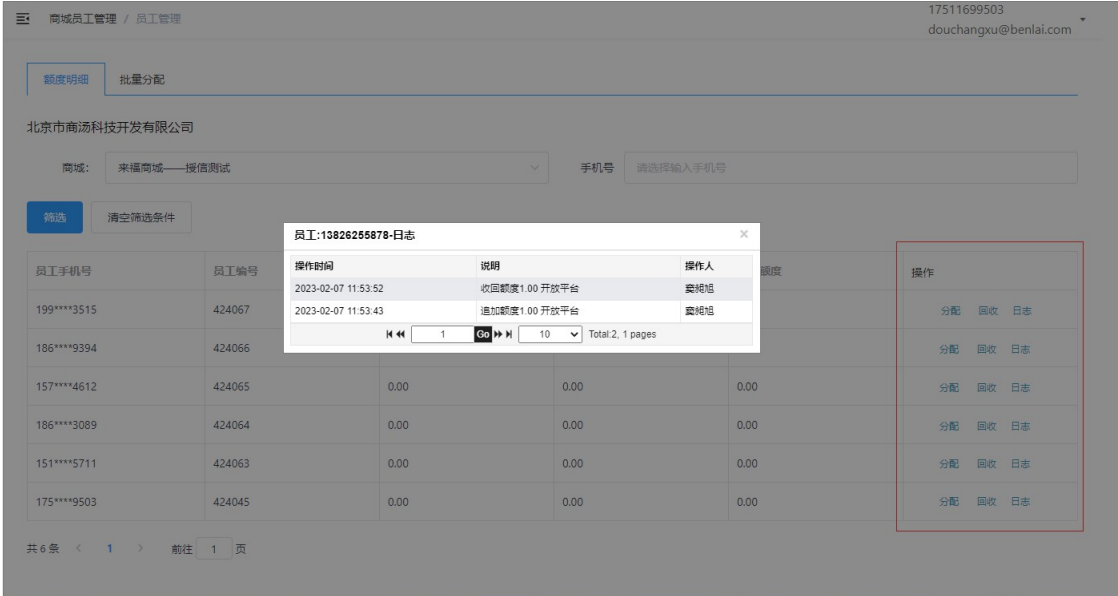 17511699503
商城员工管理 / 员工管理
douchangxu@benlai.com
额度明细 批量分配
北京市商汤科技开发有限公司
商城: 来福商城——授信测试 手机号 请选择输入手机号
筛选 清空筛选条件
员工:13826255878-日志 ×
操作时间 说明 操作人
2023-02-07 11:53:52 收回额度1.00 开放平台 窦昶旭
2023-02-07 11:53:43 追加额度1.00 开放平台 窦昶旭
1 Go 10 Total:2, 1 pages
员工手机号 员工编号 额度 操作
199****3515 424067 分配 回收 日志
186****9394 424066 分配 回收 日志
157****4612 424065 0.00 0.00 0.00 分配 回收 日志
186****3089 424064 0.00 0.00 0.00 分配 回收 日志
151****5711 424063 0.00 0.00 0.00 分配 回收 日志
175****9503 424045 0.00 0.00 0.00 分配 回收 日志
共 6 条 < 1 > 前往 1 页